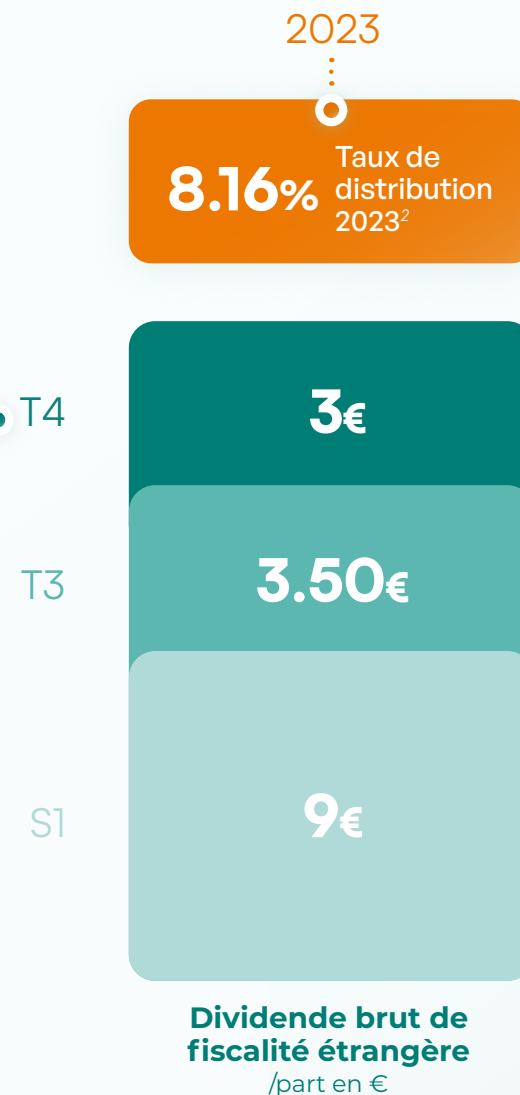 2023
8.16%
Taux de
distribution
2023²
T4
3€
T3
3.50€
S1
9€
Dividende brut de
fiscalité étrangère
/part en €